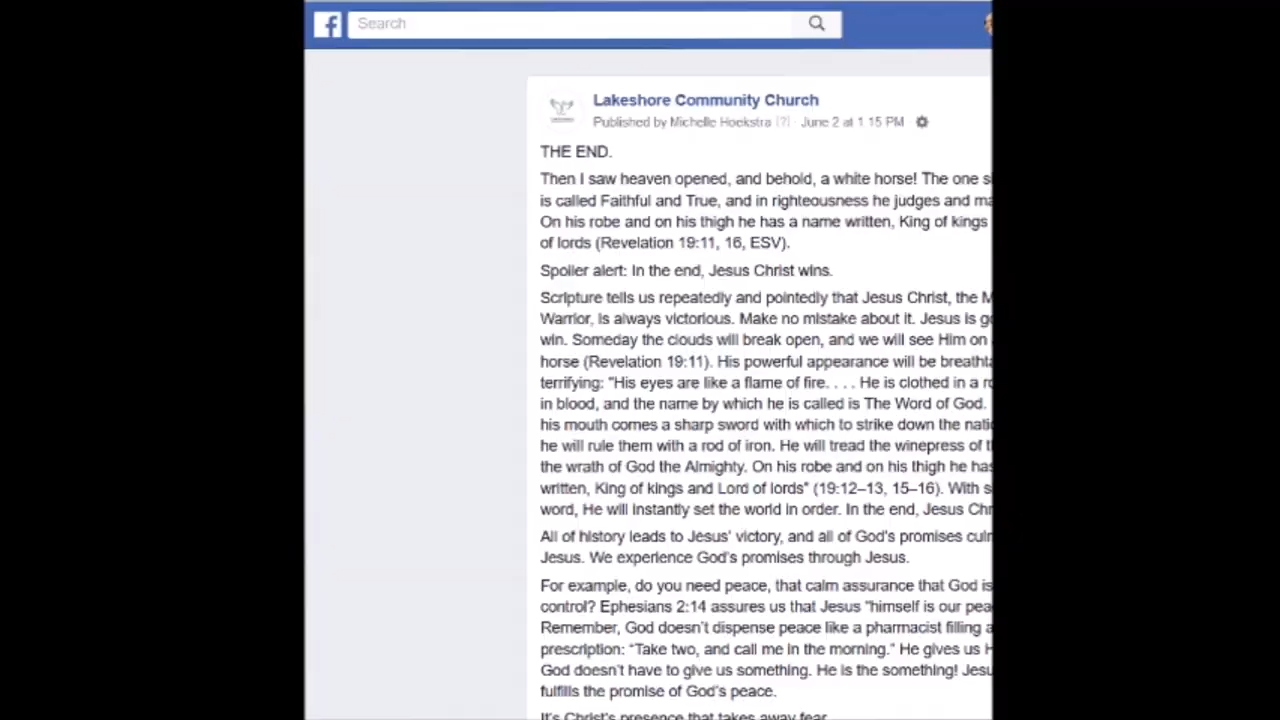 Search
Lakeshore Community Church
Published by Michelle Hoekstra [?] · June 2 at 1:15 PM
THE END.
Then I saw heaven opened, and behold, a white horse! The one
is called Faithful and True, and in righteousness he judges and
On his robe and on his thigh he has a name written, King of kings
of lords (Revelation 19:11, 16, ESV).
Spoiler alert: In the end, Jesus Christ wins.
Scripture tells us repeatedly and pointedly that Jesus Christ, the
Warrior, is always victorious. Make no mistake about it. Jesus is
win. Someday the clouds will break open, and we will see Him on
horse (Revelation 19:11). His powerful appearance will be
terrifying: "His eyes are like a flame of fire. . . . He is clothed in a
in blood, and the name by which he is called is The Word of God.
his mouth comes a sharp sword with which to strike down the
he will rule them with a rod of iron. He will tread the winepress of
the wrath of God the Almighty. On his robe and on his thigh he has
written, King of kings and Lord of lords" (19:12–13, 15–16). With
word, He will instantly set the world in order. In the end, Jesus
All of history leads to Jesus' victory, and all of God's promises
Jesus. We experience God's promises through Jesus.
For example, do you need peace, that calm assurance that God is
control? Ephesians 2:14 assures us that Jesus "himself is our
Remember, God doesn't dispense peace like a pharmacist filling a
prescription: "Take two, and call me in the morning." He gives us
God doesn't have to give us something. He is the something!
fulfills the promise of God's peace.
It's Christ's presence that takes away fear.